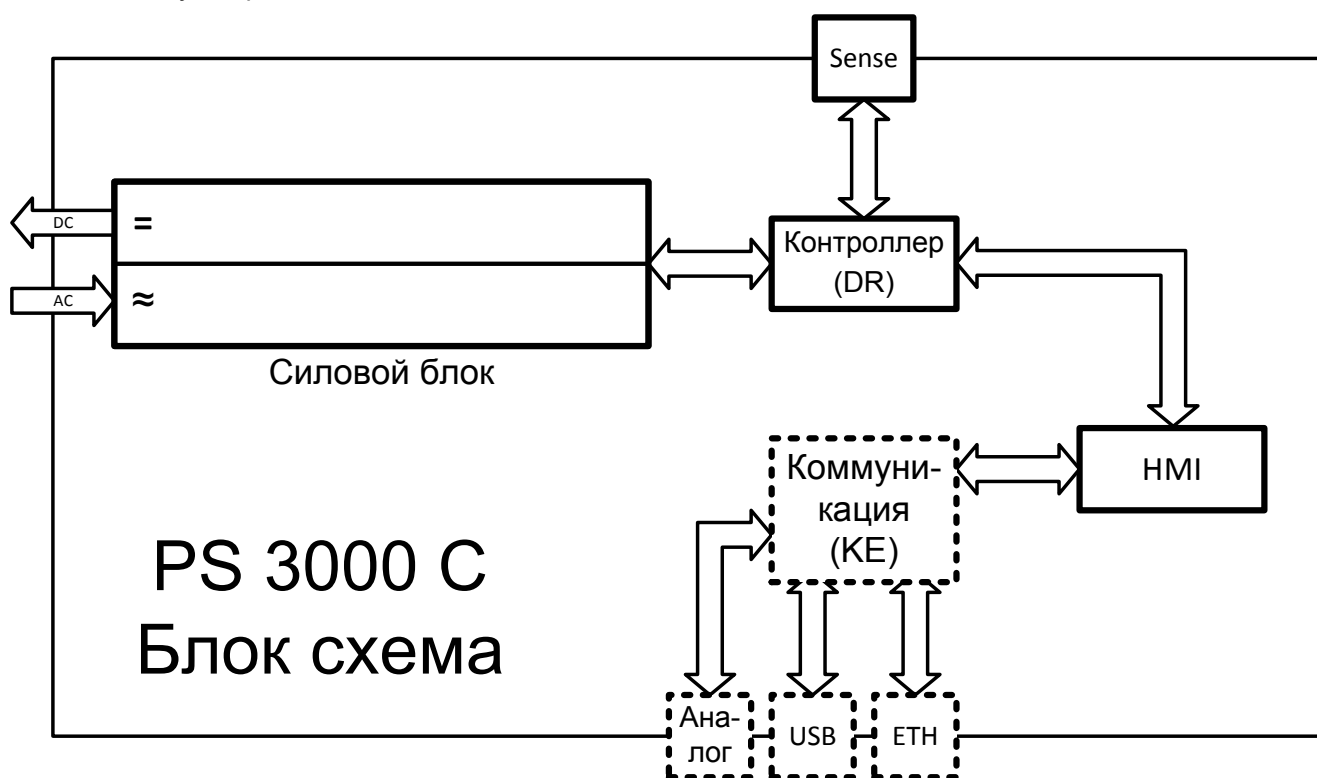 Sense
DC
=
Контроллер
(DR)
AC
≈
Силовой блок
Коммуни-
кация
(KE)
HMI
PS 3000 C
Блок схема
Ана-
лог
USB
ETH